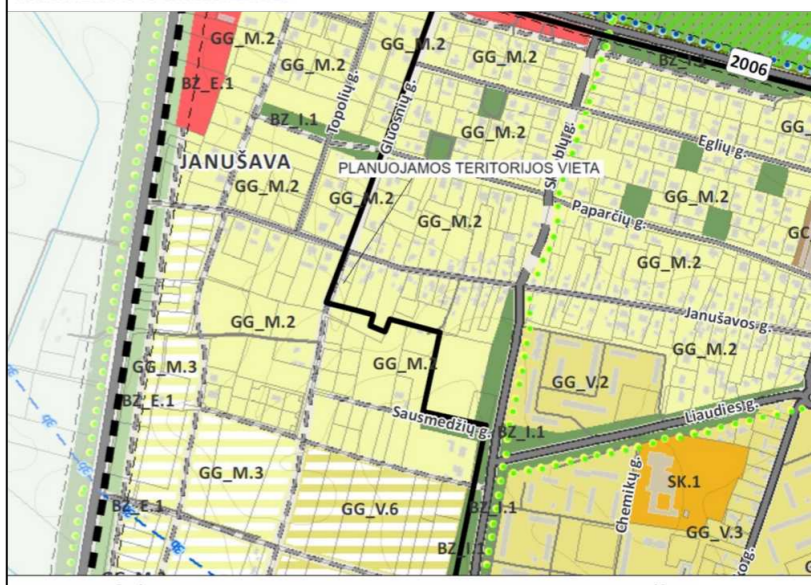 GG_M.2
GG_M.2
GG_M.2
GG_M.2
2006
BZ_E.1
Topolių g.
Gluosnių g.
BZ_I.1
GG_M.2
Eglių g.
GG_
JANUŠAVA
PLANUOJAMOS TERITORIJOS VIETA
GG_M.2
GG_M.2
GG_M.2
GG_M.2
Paparčių g.
GG_M.2
Janušavos g.
GG_M.2
GG_M.2
GG_M.3
GG_V.2
BZ_E.1
Sausmedžių g.
Liaudies g.
BZ_I.1
GG_M.3
GG_V.6
Chemikų g.
SK.1
BZ_E.1
BZ_I.1
GG_V.3